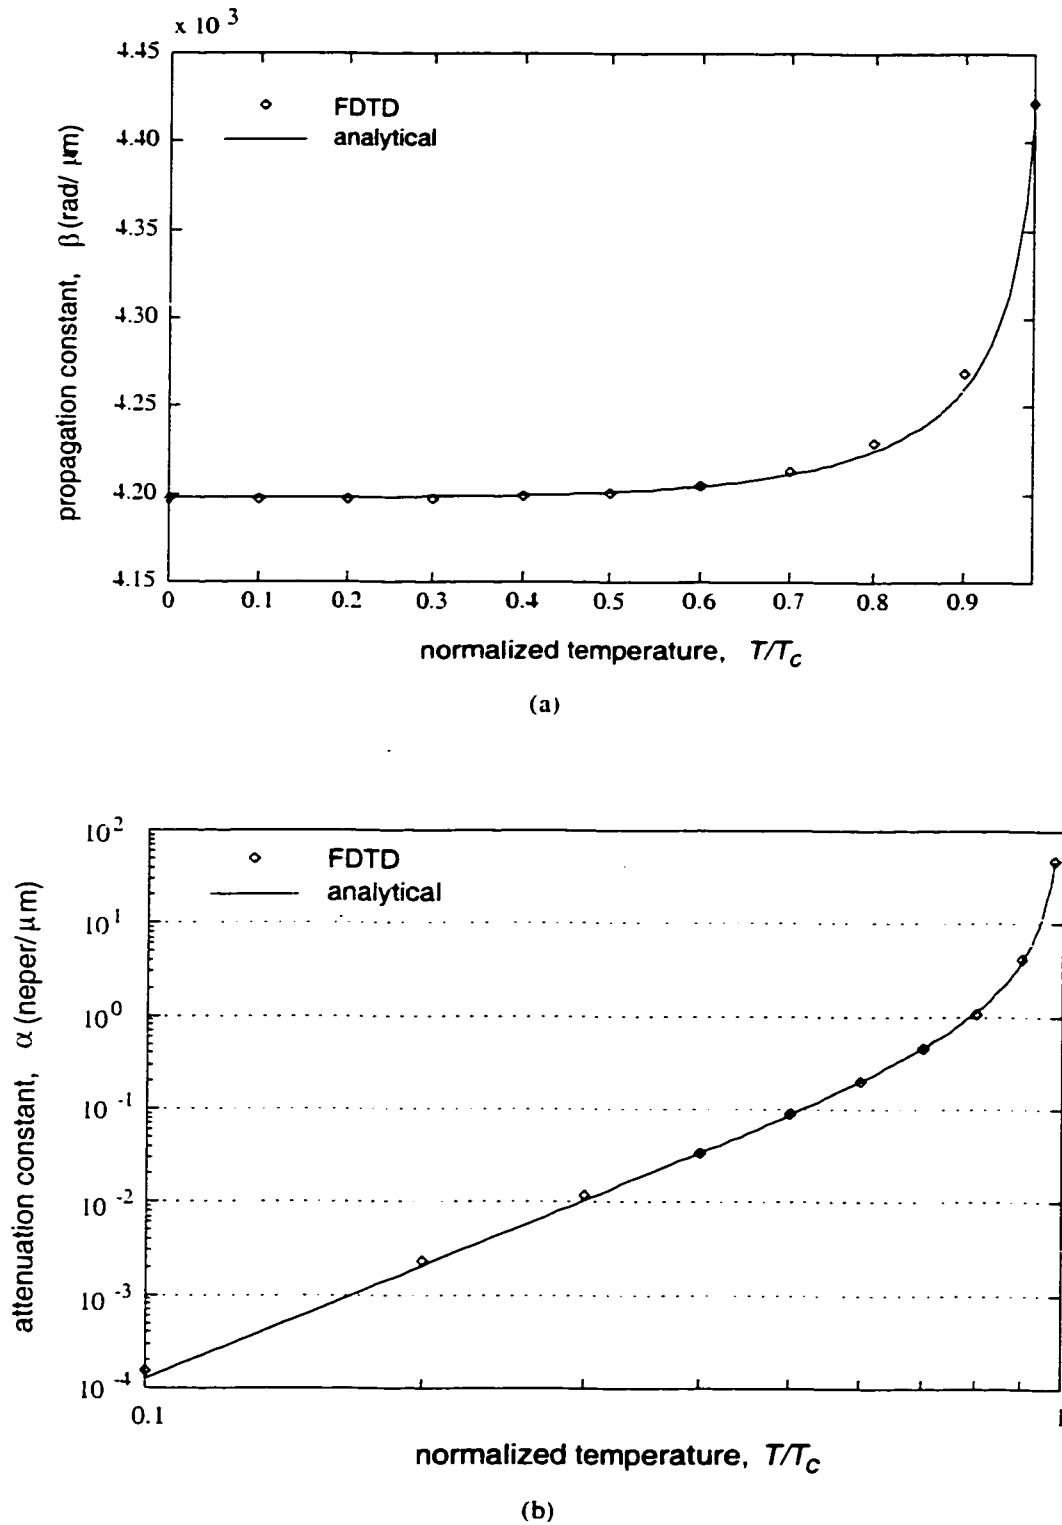 x 10 3
4.45
FDTD
4.40
analytical
4.35
4.30
4.25
4.20
4.15
propagation constant, β (rad/ μm)
0 0.1 0.2 0.3 0.4 0.5 0.6 0.7 0.8 0.9
normalized temperature, T/Tc
(a)
10 2
FDTD
analytical
10 1
10 0
10 -1
10 -2
10 -3
10 -4
attenuation constant, α (neper/μm)
0.1 1
normalized temperature, T/Tc
(b)